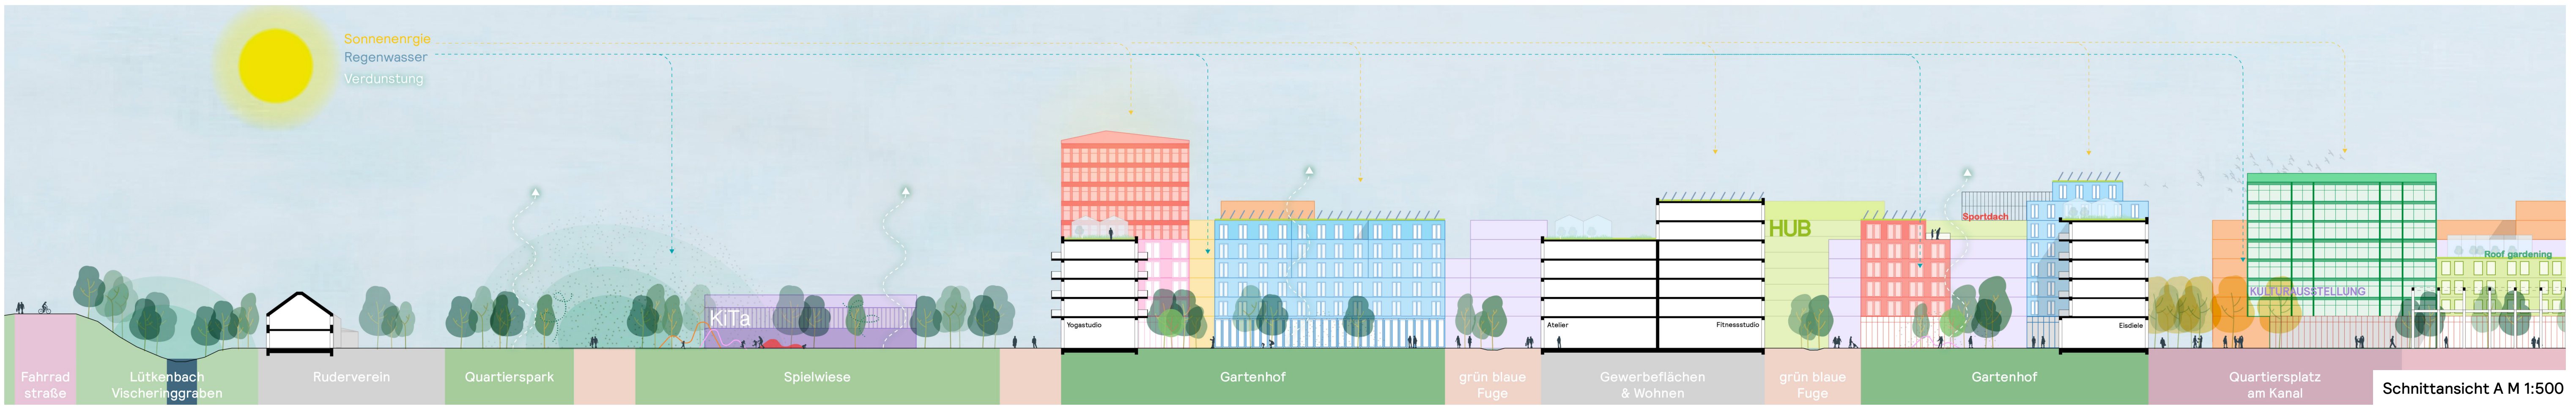 Sonnenenrgie
Regenwasser
Verdunstung
KiTa
Yogastudio
Atelier
Fitnessstudio
HUB
Sportdach
Eisdiele
KULTURAUSSTELLUNG
Roof gardening
Fahrrad
straße
Lütkenbach
Vischeringgraben
Ruderverein
Quartierspark
Spielwiese
Gartenhof
grün blaue
Fuge
Gewerbeflächen
& Wohnen
grün blaue
Fuge
Gartenhof
Quartiersplatz
am Kanal
Schnittansicht A M 1:500